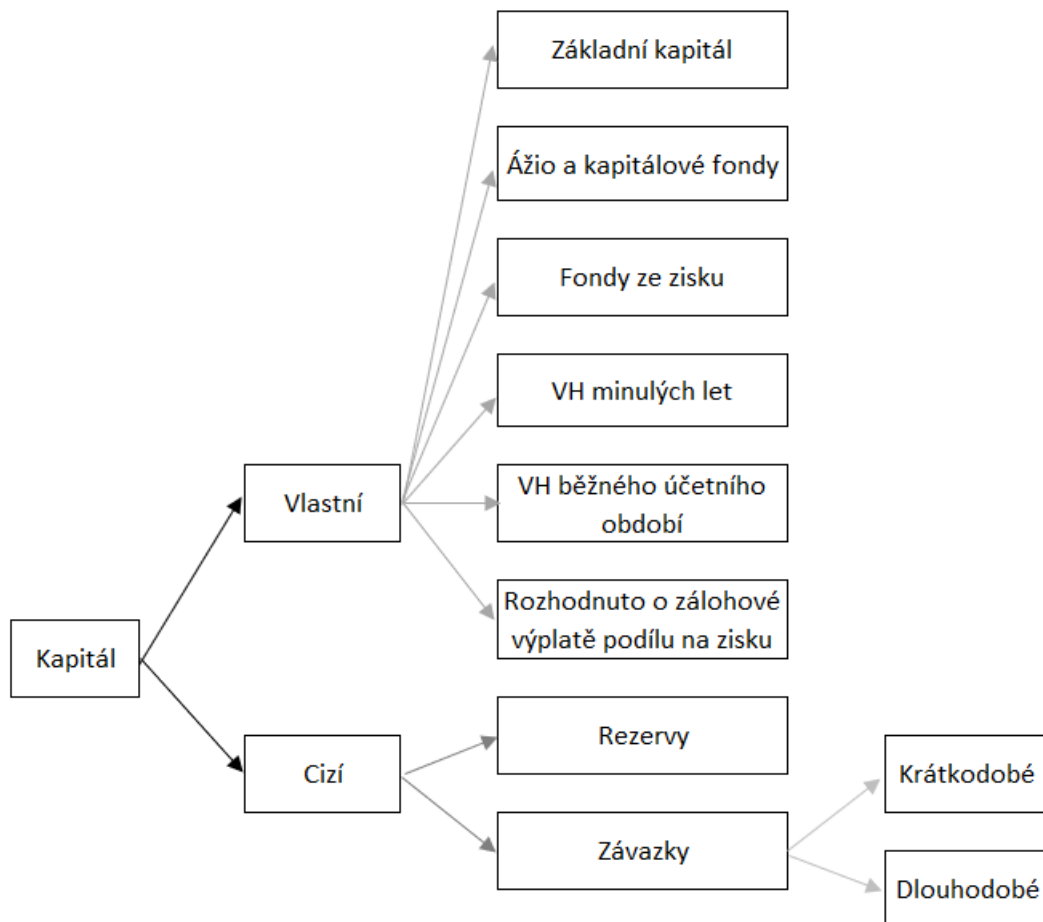 Základní kapitál
Ážio a kapitálové fondy
Fondy ze zisku
VH minulých let
VH běžného účetního
období
Rozhodnuto o zálohové
výplatě podílu na zisku
Vlastní
Kapitál
Cizí
Rezervy
Závazky
Krátkodobé
Dlouhodobé